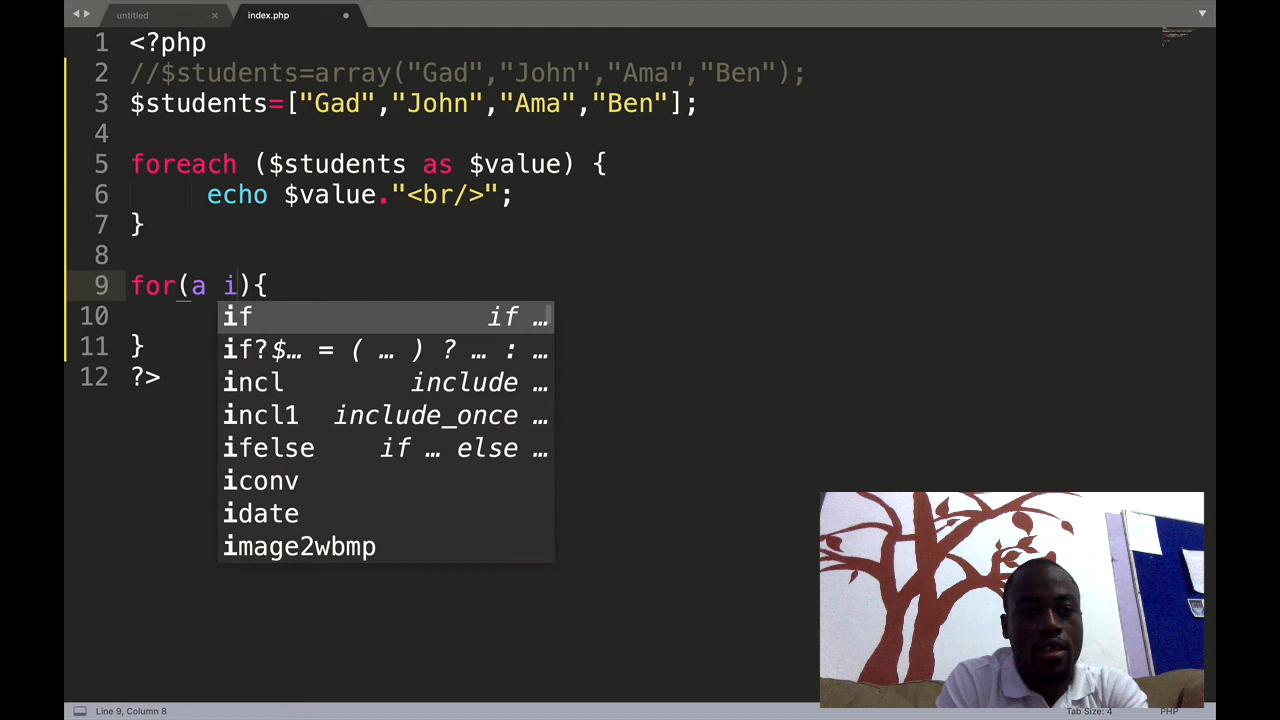 untitled × index.php
1 <?php
2 //$students=array("Gad","John","Ama","Ben");
3 $students=["Gad","John","Ama","Ben"];
4
5 foreach ($students as $value) {
6 echo $value."<br/>";
7 }
8
9 for(a i){
10
11 }
12 ?>
if if …
if?$… = ( … ) ? … : …
incl include …
incl1 include_once …
ifelse if … else …
iconv
idate
image2wbmp
Line 9, Column 8 Tab Size: 4 PHP